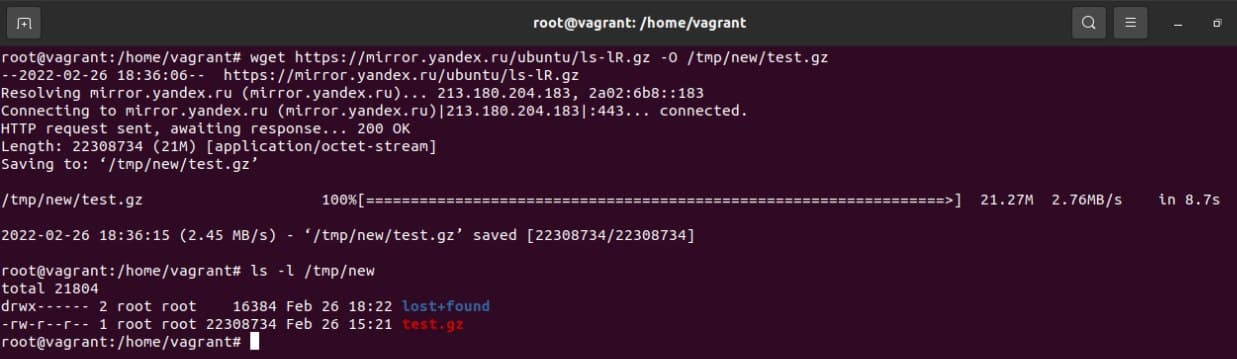 root@vagrant: /home/vagrant
root@vagrant:/home/vagrant# wget https://mirror.yandex.ru/ubuntu/ls-lR.gz -O /tmp/new/test.gz
--2022-02-26 18:36:06--  https://mirror.yandex.ru/ubuntu/ls-lR.gz
Resolving mirror.yandex.ru (mirror.yandex.ru)... 213.180.204.183, 2a02:6b8::183
Connecting to mirror.yandex.ru (mirror.yandex.ru)|213.180.204.183|:443... connected.
HTTP request sent, awaiting response... 200 OK
Length: 22308734 (21M) [application/octet-stream]
Saving to: ‘/tmp/new/test.gz’
/tmp/new/test.gz 100%[=================================================================>] 21.27M 2.76MB/s in 8.7s
2022-02-26 18:36:15 (2.45 MB/s) - ‘/tmp/new/test.gz’ saved [22308734/22308734]
root@vagrant:/home/vagrant# ls -l /tmp/new
total 21804
drwx------ 2 root root    16384 Feb 26 18:22 lost+found
-rw-r--r-- 1 root root 22308734 Feb 26 15:21 test.gz
root@vagrant:/home/vagrant#